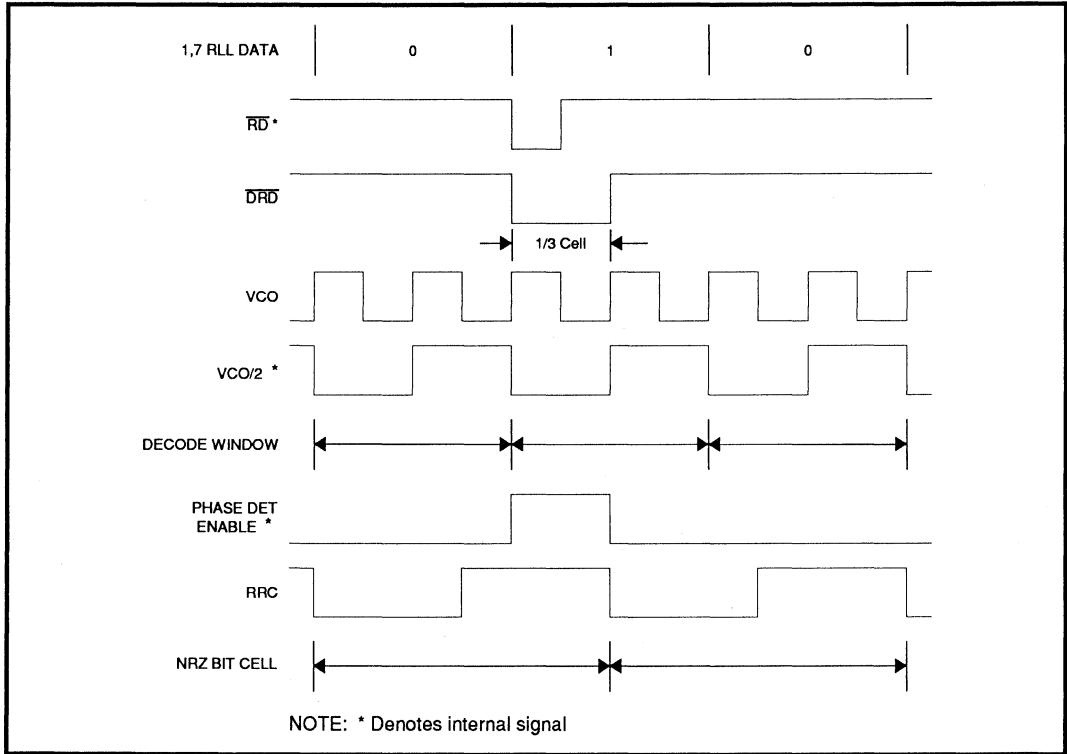 1,7 RLL DATA 0 1 0
RD *
DRD
1/3 Cell
VCO
VCO/2 *
DECODE WINDOW
PHASE DET
ENABLE *
RRC
NRZ BIT CELL
NOTE: * Denotes internal signal